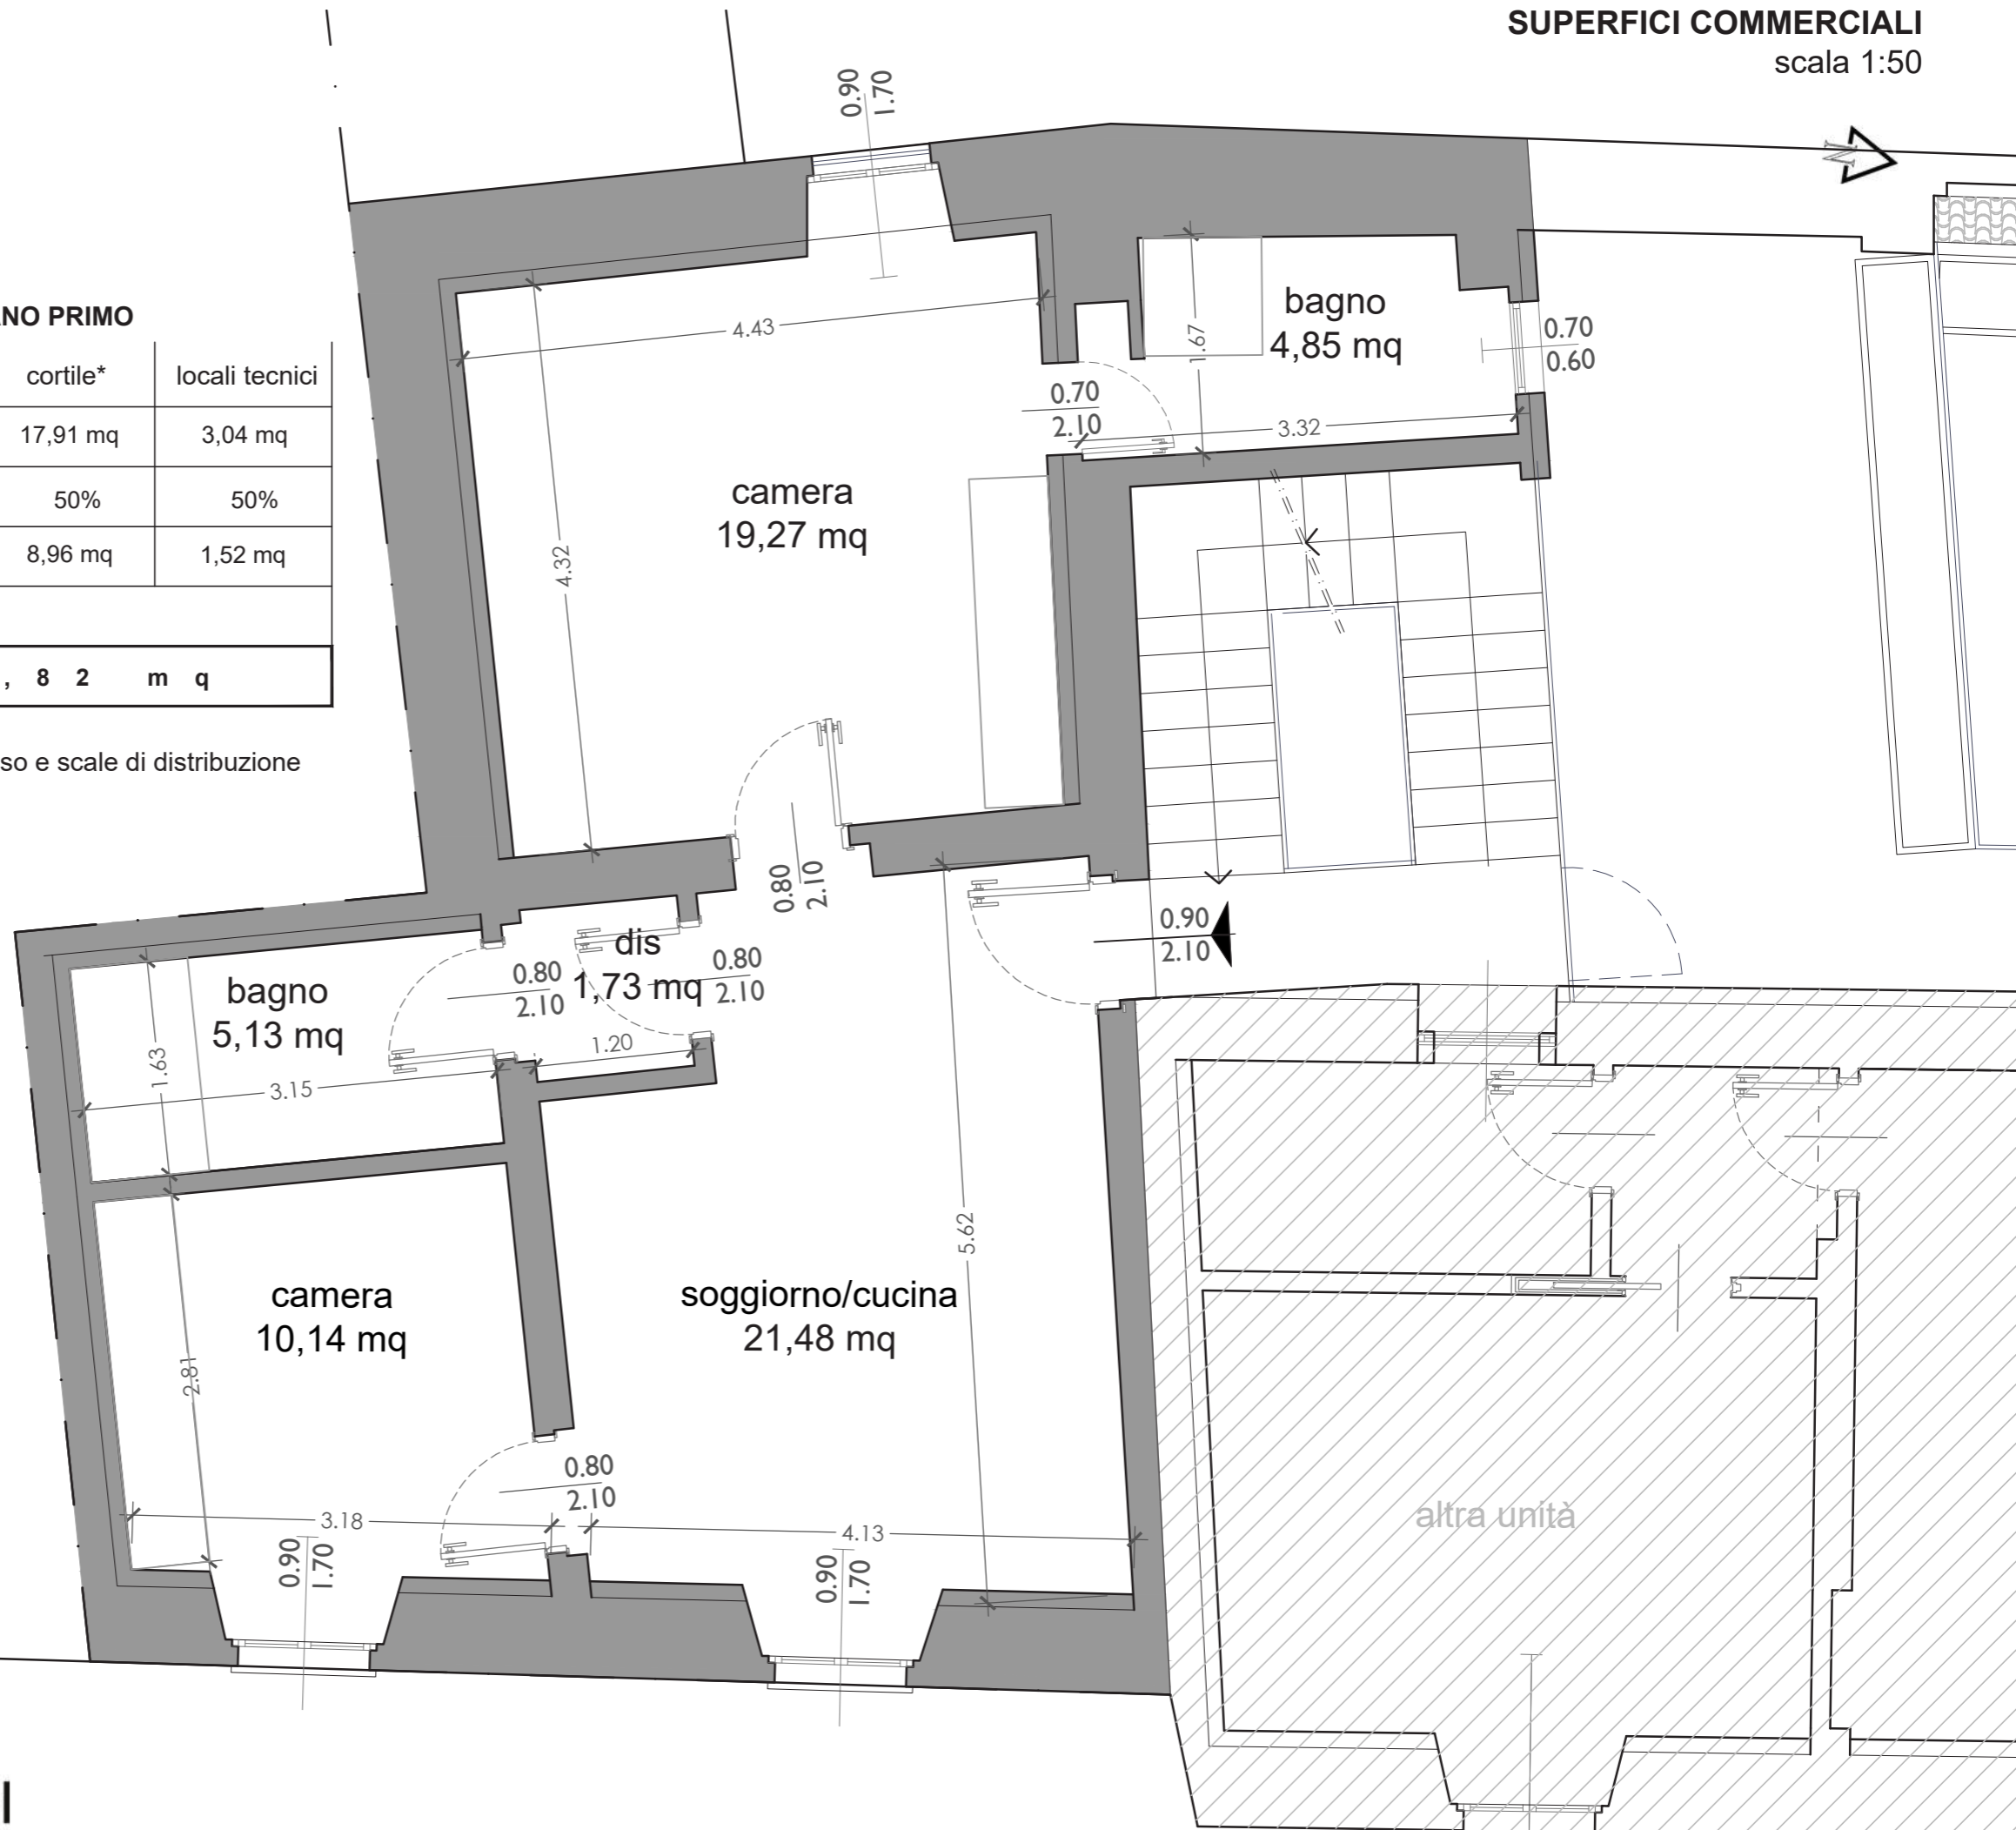 SUPERFICI COMMERCIALI
scala 1:50
0.90
1.70
N
NO PRIMO
cortile*
locali tecnici
17,91 mq
3,04 mq
50%
50%
8,96 mq
1,52 mq
, 8 2 m q
so e scale di distribuzione
4.43
4.32
camera
19,27 mq
bagno
4,85 mq
1.67
3.32
0.70
0.60
0.70
2.10
0.80
2.10
0.90
2.10
dis
1,73 mq
0.80
2.10
0.80
2.10
1.20
bagno
5,13 mq
1.63
3.15
camera
10,14 mq
2.81
3.18
soggiorno/cucina
21,48 mq
5.62
4.13
0.80
2.10
0.90
1.70
0.90
1.70
altra unità